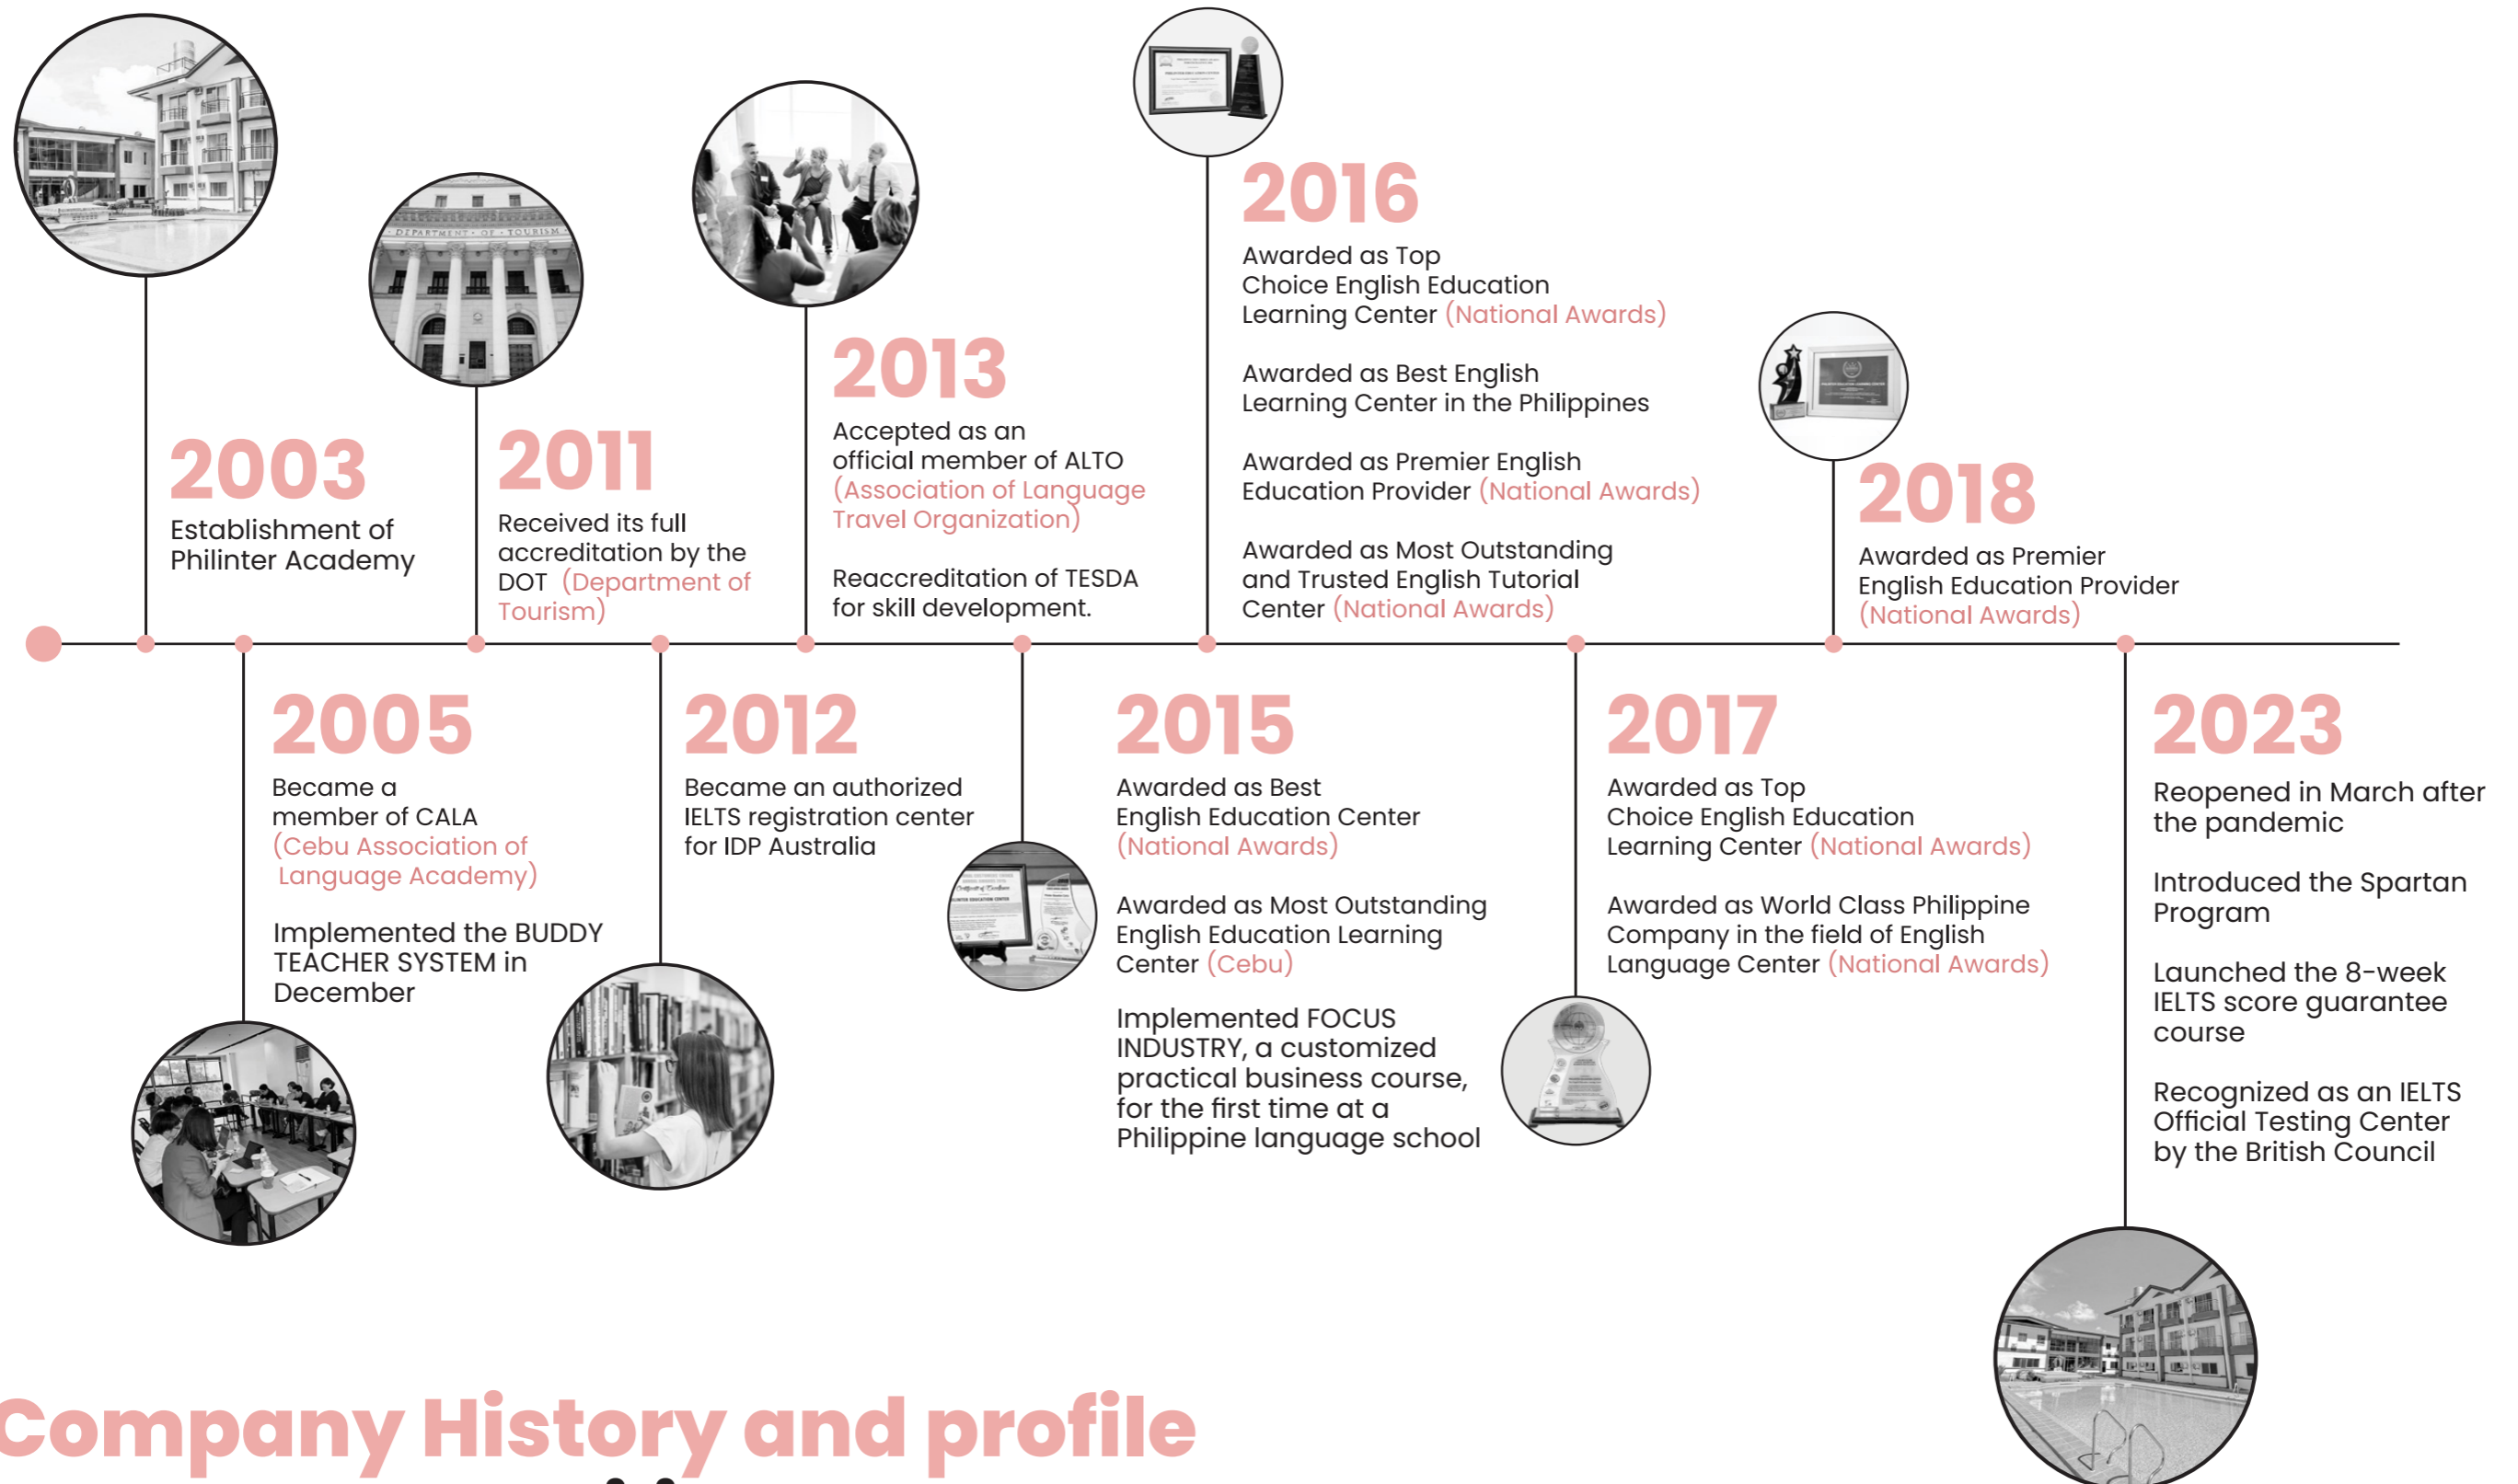 2003
Establishment of
Philinter Academy
2005
Became a
member of CALA
(Cebu Association of
Language Academy)
Implemented the BUDDY
TEACHER SYSTEM in
December
DEPARTMENT • OF • TOURISM
2011
Received its full
accreditation by the
DOT (Department of
Tourism)
2012
Became an authorized
IELTS registration center
for IDP Australia
2013
Accepted as an
official member of ALTO
(Association of Language
Travel Organization)
Reaccreditation of TESDA
for skill development.
2015
Awarded as Best
English Education Center
(National Awards)
Awarded as Most Outstanding
English Education Learning
Center (Cebu)
Implemented FOCUS
INDUSTRY, a customized
practical business course,
for the first time at a
Philippine language school
2016
Awarded as Top
Choice English Education
Learning Center (National Awards)
Awarded as Best English
Learning Center in the Philippines
Awarded as Premier English
Education Provider (National Awards)
Awarded as Most Outstanding
and Trusted English Tutorial
Center (National Awards)
2017
Awarded as Top
Choice English Education
Learning Center (National Awards)
Awarded as World Class Philippine
Company in the field of English
Language Center (National Awards)
2018
Awarded as Premier
English Education Provider
(National Awards)
2023
Reopened in March after
the pandemic
Introduced the Spartan
Program
Launched the 8-week
IELTS score guarantee
course
Recognized as an IELTS
Official Testing Center
by the British Council
Company History and profile